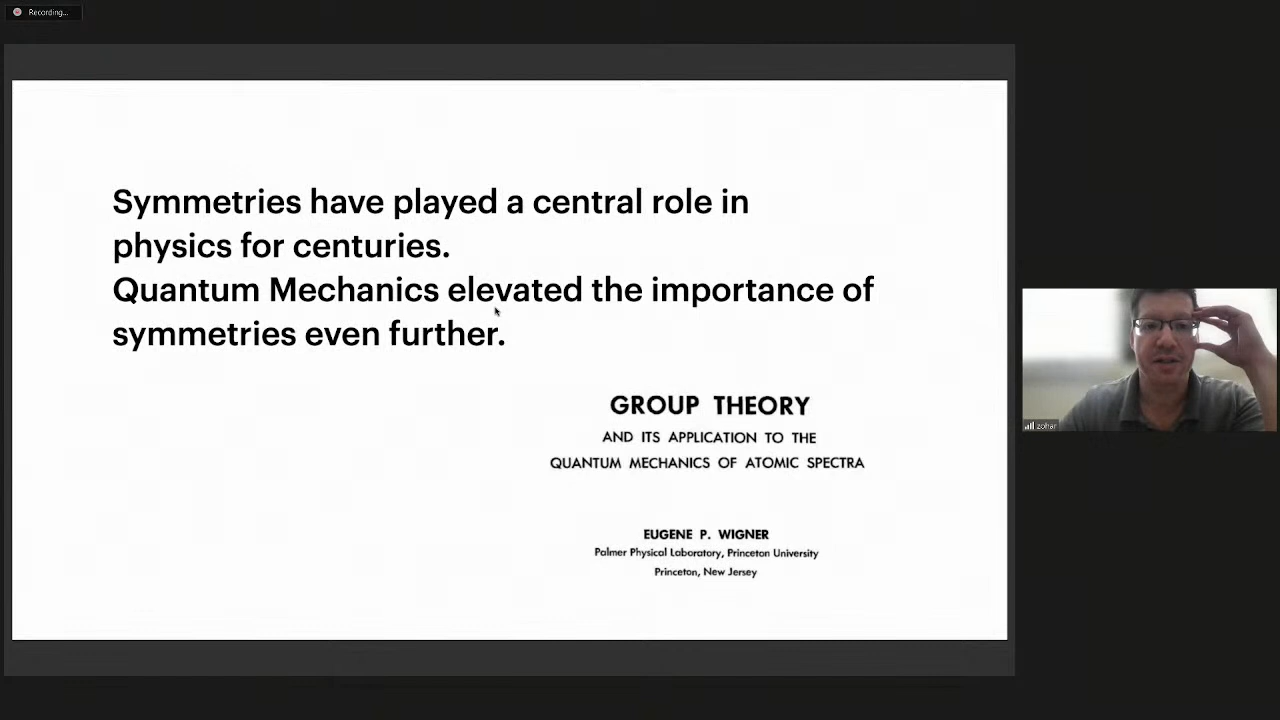 Recording...
Symmetries have played a central role in
physics for centuries.
Quantum Mechanics elevated the importance of
symmetries even further.
GROUP THEORY
AND ITS APPLICATION TO THE
QUANTUM MECHANICS OF ATOMIC SPECTRA
EUGENE P. WIGNER
Palmer Physical Laboratory, Princeton University
Princeton, New Jersey
zohar